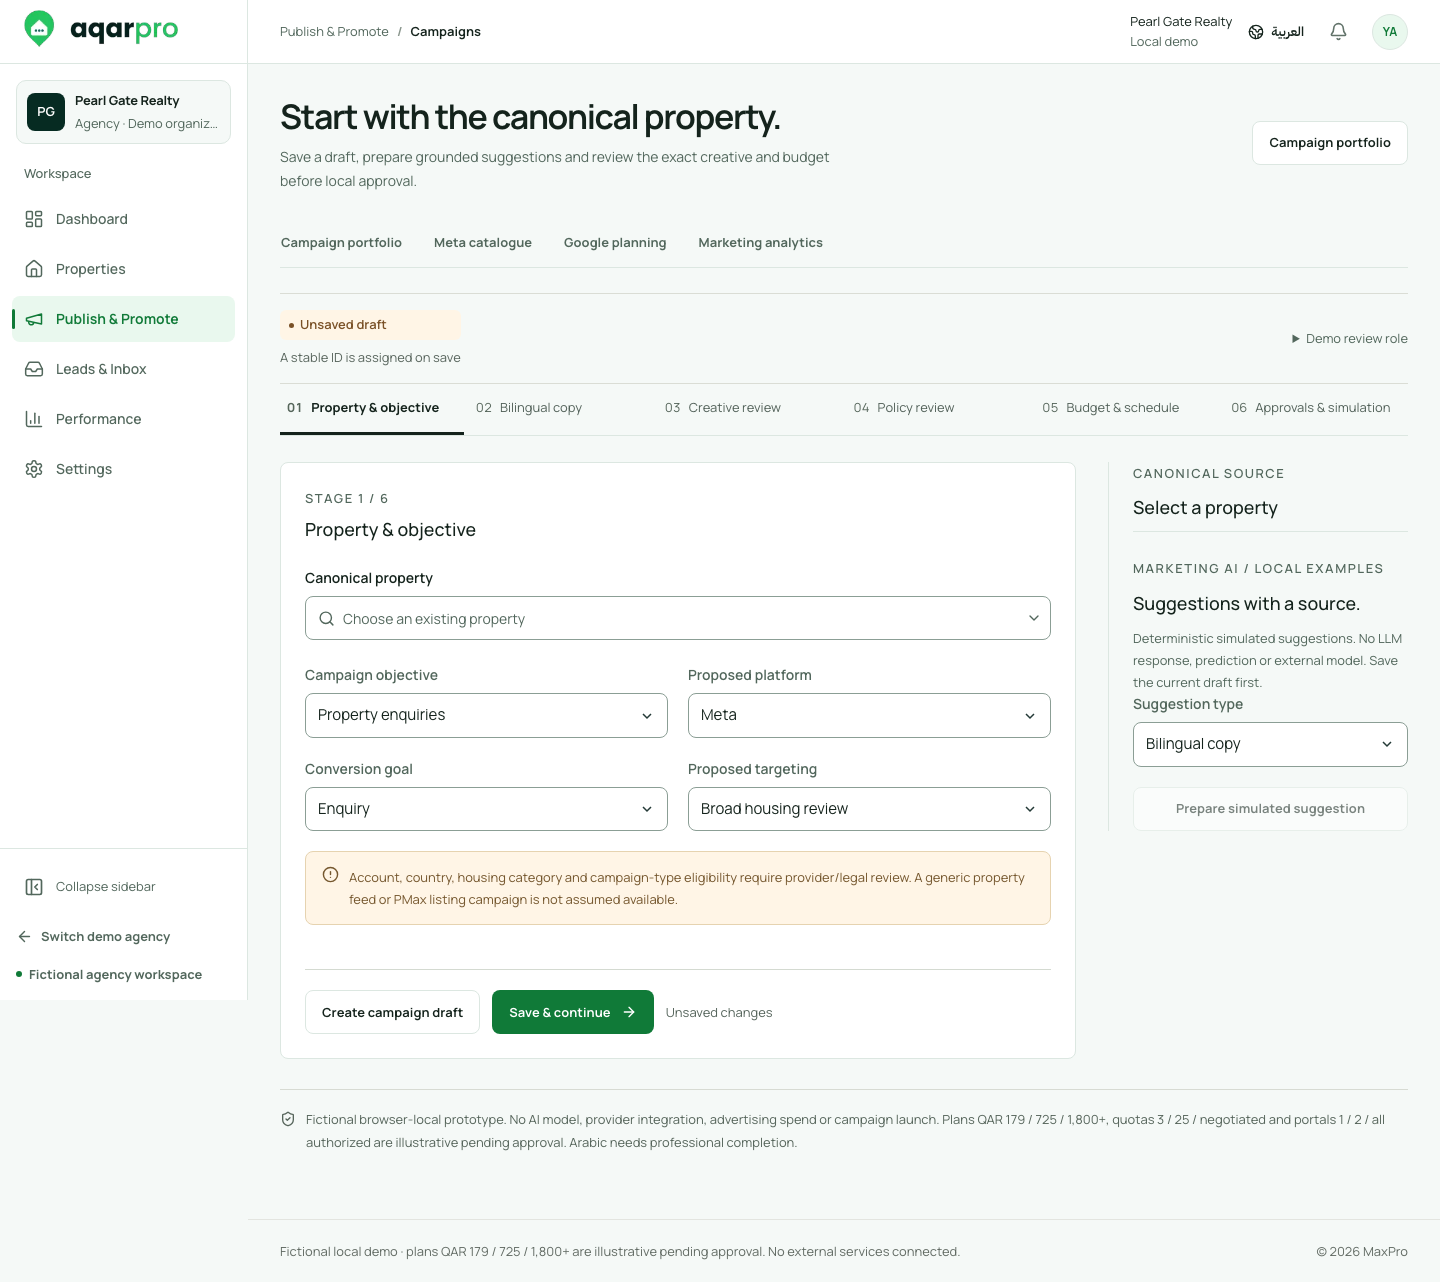 aqarpro
Publish & Promote / Campaigns
Pearl Gate Realty
Local demo
العربية
YA
PG
Pearl Gate Realty
Agency · Demo organiz...
Workspace
Dashboard
Properties
Publish & Promote
Leads & Inbox
Performance
Settings
Collapse sidebar
Switch demo agency
Fictional agency workspace
Start with the canonical property.
Save a draft, prepare grounded suggestions and review the exact creative and budget
before local approval.
Campaign portfolio
Campaign portfolio
Meta catalogue
Google planning
Marketing analytics
Unsaved draft
A stable ID is assigned on save
Demo review role
01 Property & objective
02 Bilingual copy
03 Creative review
04 Policy review
05 Budget & schedule
06 Approvals & simulation
STAGE 1 / 6
Property & objective
Canonical property
Choose an existing property
Campaign objective
Property enquiries
Proposed platform
Meta
Conversion goal
Enquiry
Proposed targeting
Broad housing review
Account, country, housing category and campaign-type eligibility require provider/legal review. A generic property
feed or PMax listing campaign is not assumed available.
Create campaign draft
Save & continue
Unsaved changes
CANONICAL SOURCE
Select a property
MARKETING AI / LOCAL EXAMPLES
Suggestions with a source.
Deterministic simulated suggestions. No LLM
response, prediction or external model. Save
the current draft first.
Suggestion type
Bilingual copy
Prepare simulated suggestion
Fictional browser-local prototype. No AI model, provider integration, advertising spend or campaign launch. Plans QAR 179 / 725 / 1,800+, quotas 3 / 25 / negotiated and portals 1 / 2 / all
authorized are illustrative pending approval. Arabic needs professional completion.
Fictional local demo · plans QAR 179 / 725 / 1,800+ are illustrative pending approval. No external services connected.
© 2026 MaxPro